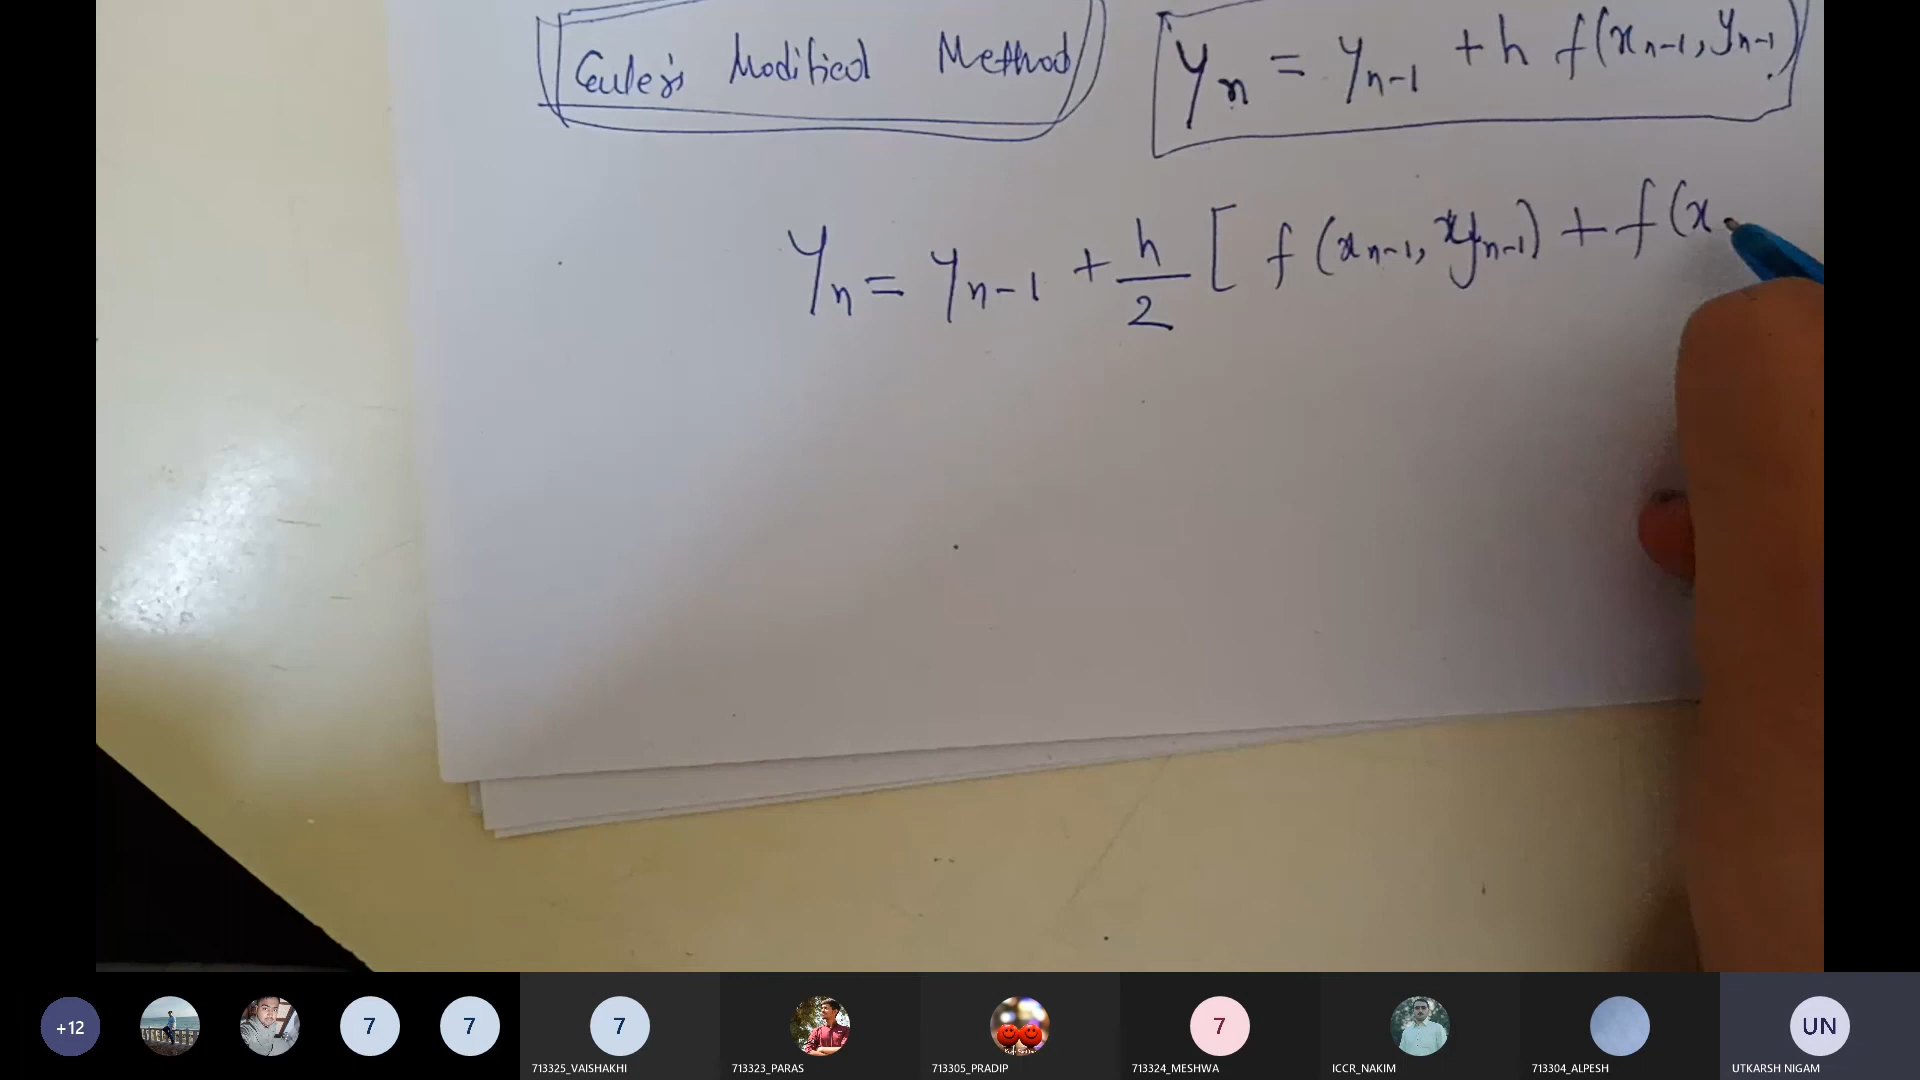 Euler's Modified Method
yn = yn-1 + h f(xn-1, yn-1)
yn = yn-1 + h/2 [ f(xn-1, yn-1) + f(x
+12
7
7
7
7
UN
713325_VAISHAKHI
713323_PARAS
713305_PRADIP
713324_MESHWA
ICCR_NAKIM
713304_ALPESH
UTKARSH NIGAM